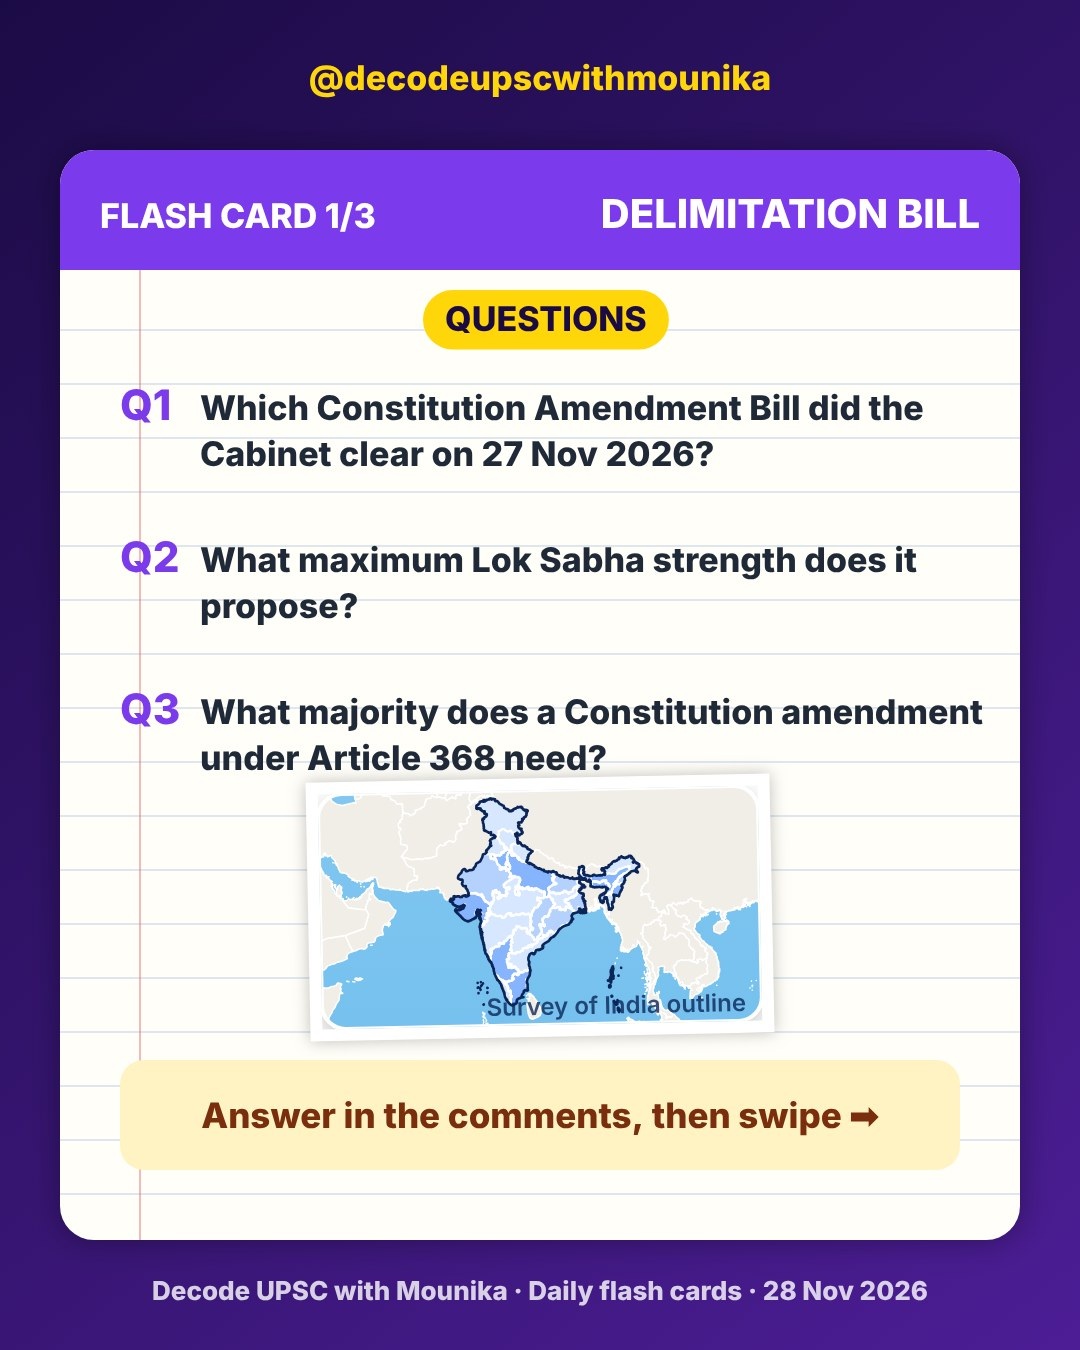 @decodeupscwithmounika
FLASH CARD 1/3
DELIMITATION BILL
QUESTIONS
Q1 Which Constitution Amendment Bill did the
Cabinet clear on 27 Nov 2026?
Q2 What maximum Lok Sabha strength does it
propose?
Q3 What majority does a Constitution amendment
under Article 368 need?
Survey of India outline
Answer in the comments, then swipe ➡
Decode UPSC with Mounika · Daily flash cards · 28 Nov 2026